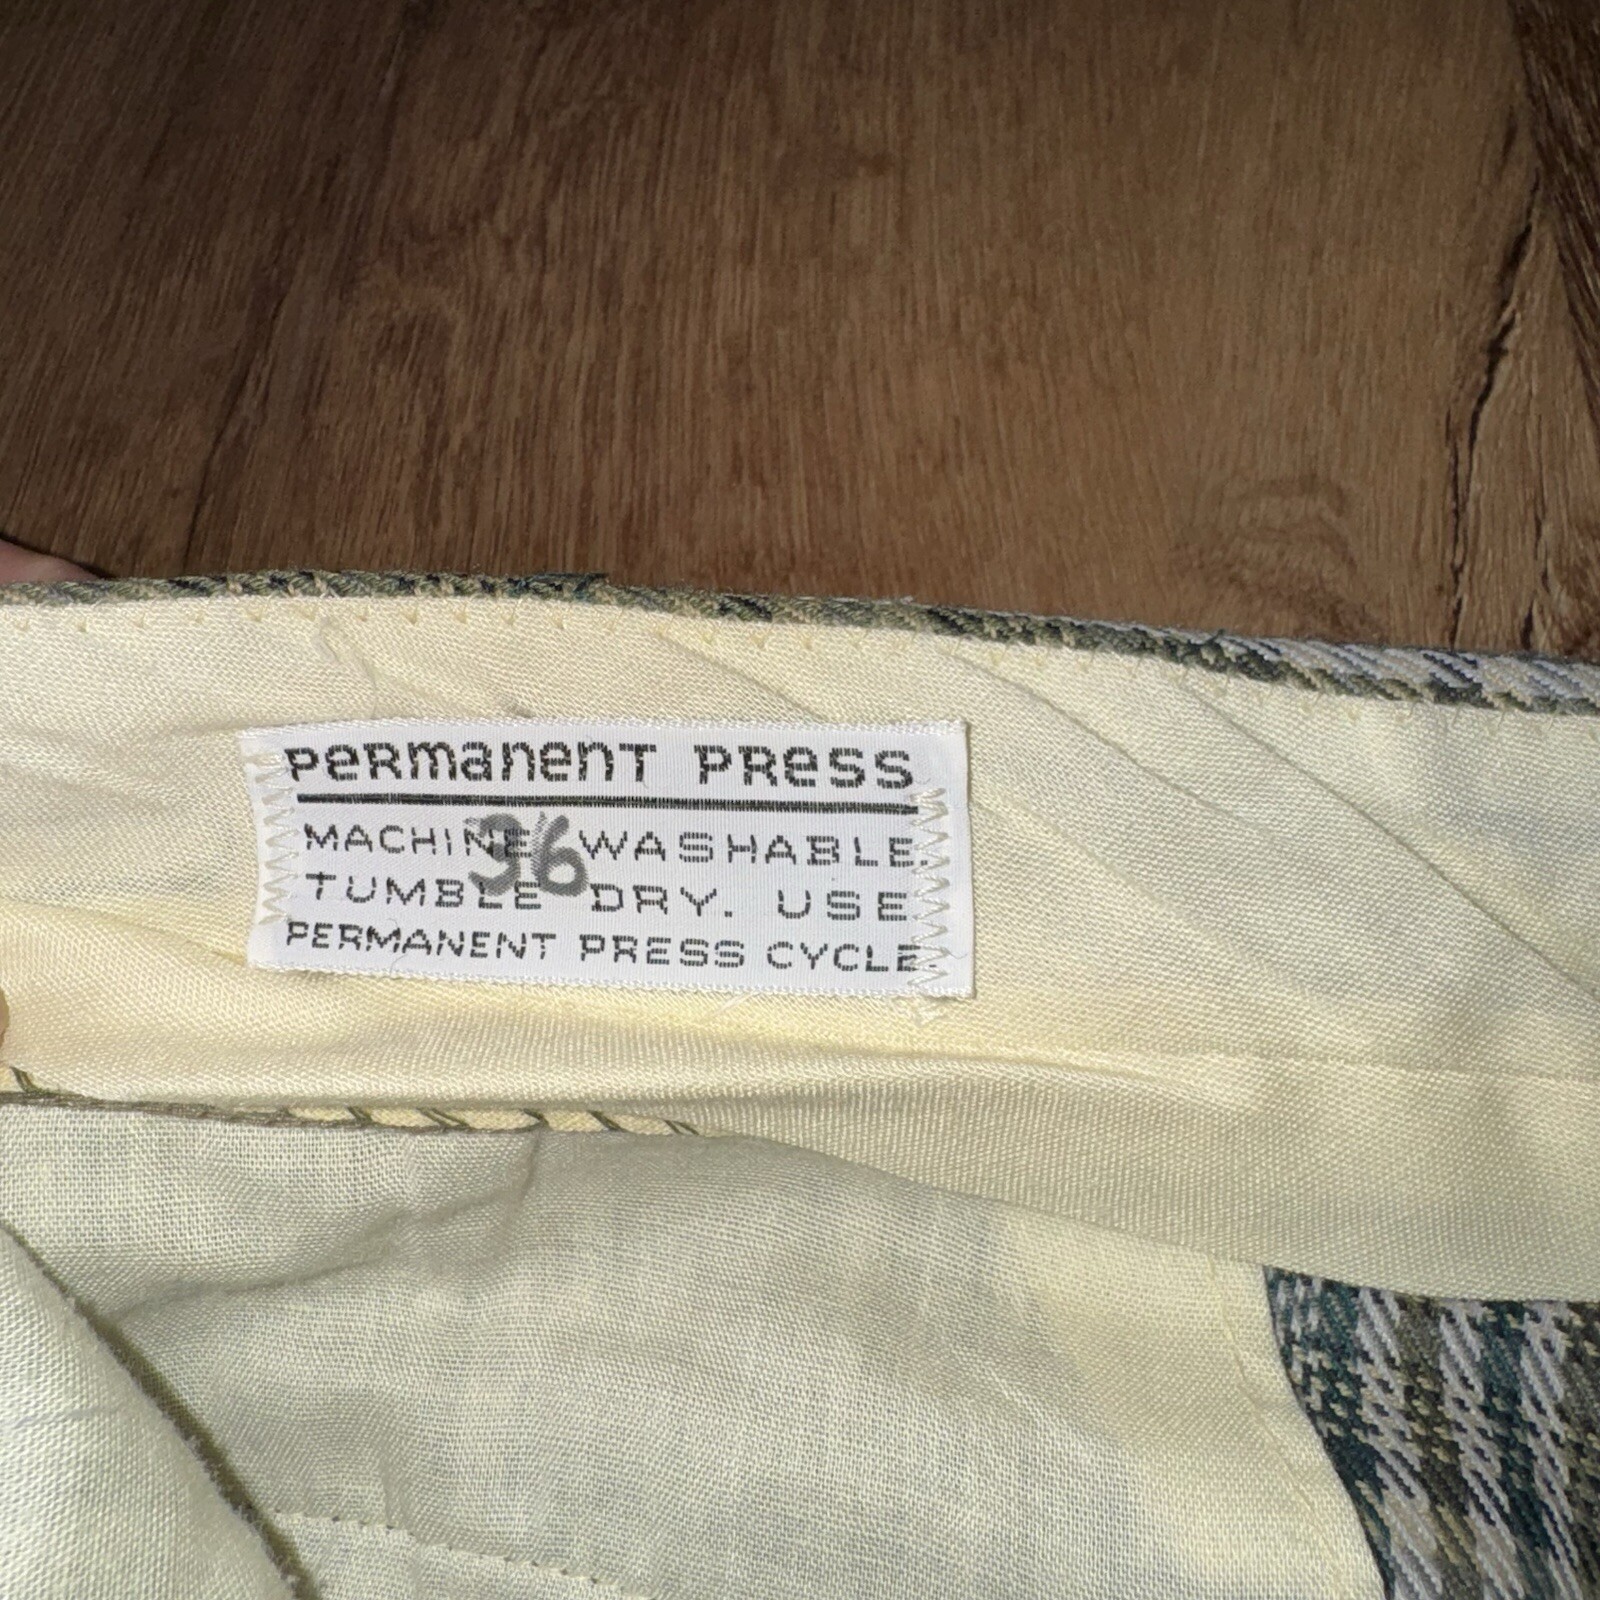 PERMANENT PRESS
MACHINE WASHABLE.
36
TUMBLE DRY. USE
PERMANENT PRESS CYCLE.